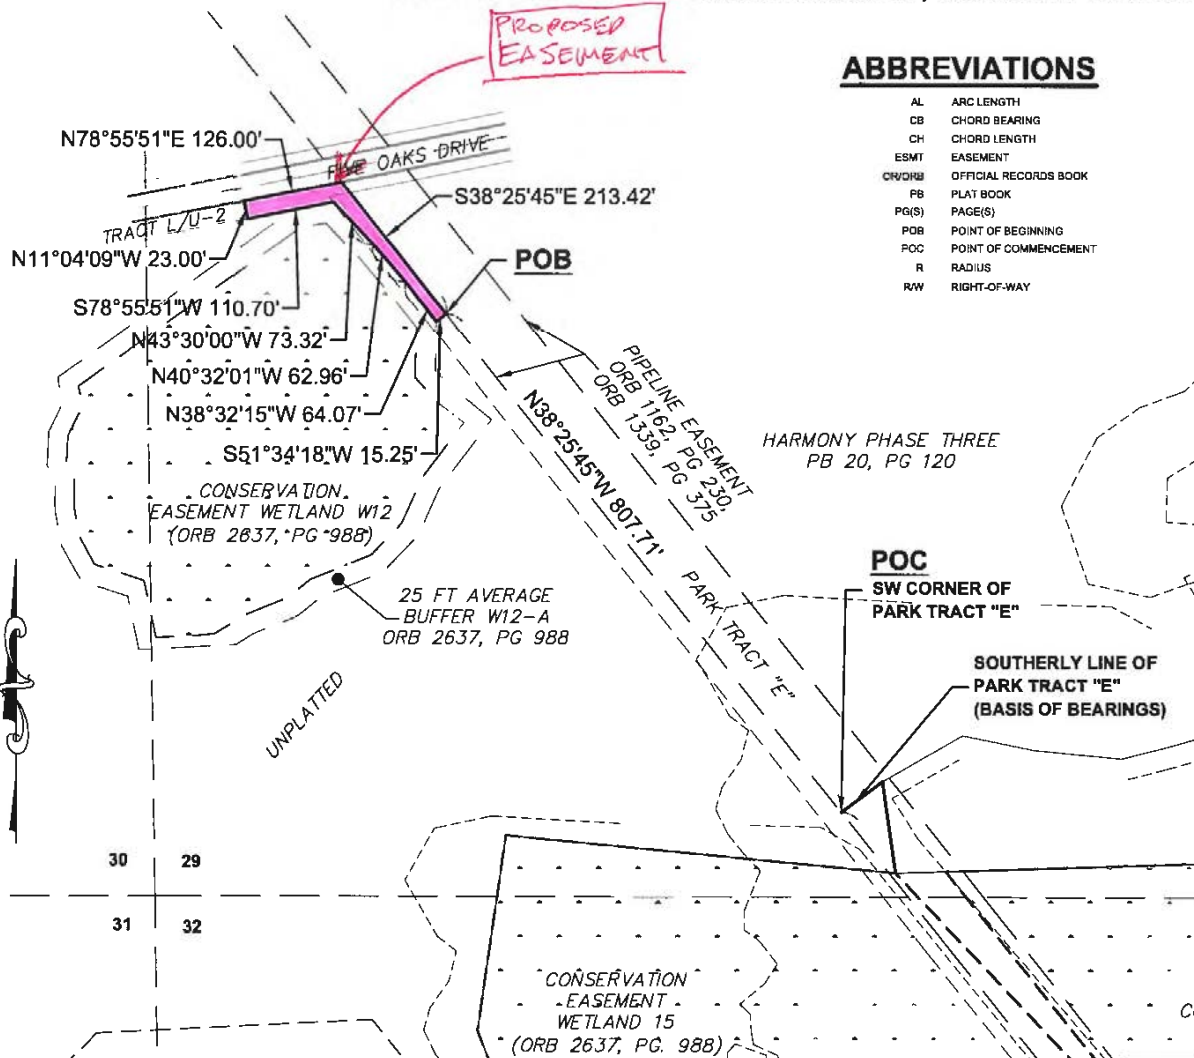 PROPOSED
EASEMENT
ABBREVIATIONS
AL ARC LENGTH
CB CHORD BEARING
CH CHORD LENGTH
ESMT EASEMENT
OR/ORB OFFICIAL RECORDS BOOK
PB PLAT BOOK
PG(S) PAGE(S)
POB POINT OF BEGINNING
POC POINT OF COMMENCEMENT
R RADIUS
R/W RIGHT-OF-WAY
N78°55'51"E 126.00'
FIVE OAKS DRIVE
S38°25'45"E 213.42'
TRACT L/U-2
N11°04'09"W 23.00'
POB
S78°55'51"W 110.70'
N43°30'00"W 73.32'
N40°32'01"W 62.96'
N38°32'15"W 64.07'
S51°34'18"W 15.25'
PIPELINE EASEMENT
ORB 1162, PG 230,
ORB 1339, PG 375
N38°25'45"W 807.71'
HARMONY PHASE THREE
PB 20, PG 120
CONSERVATION
EASEMENT WETLAND W12
(ORB 2637, PG 988)
25 FT AVERAGE
BUFFER W12-A
ORB 2637, PG 988
PARK TRACT "E"
POC
SW CORNER OF
PARK TRACT "E"
SOUTHERLY LINE OF
PARK TRACT "E"
(BASIS OF BEARINGS)
UNPLATTED
30 29
31 32
CONSERVATION
EASEMENT
WETLAND 15
(ORB 2637, PG. 988)